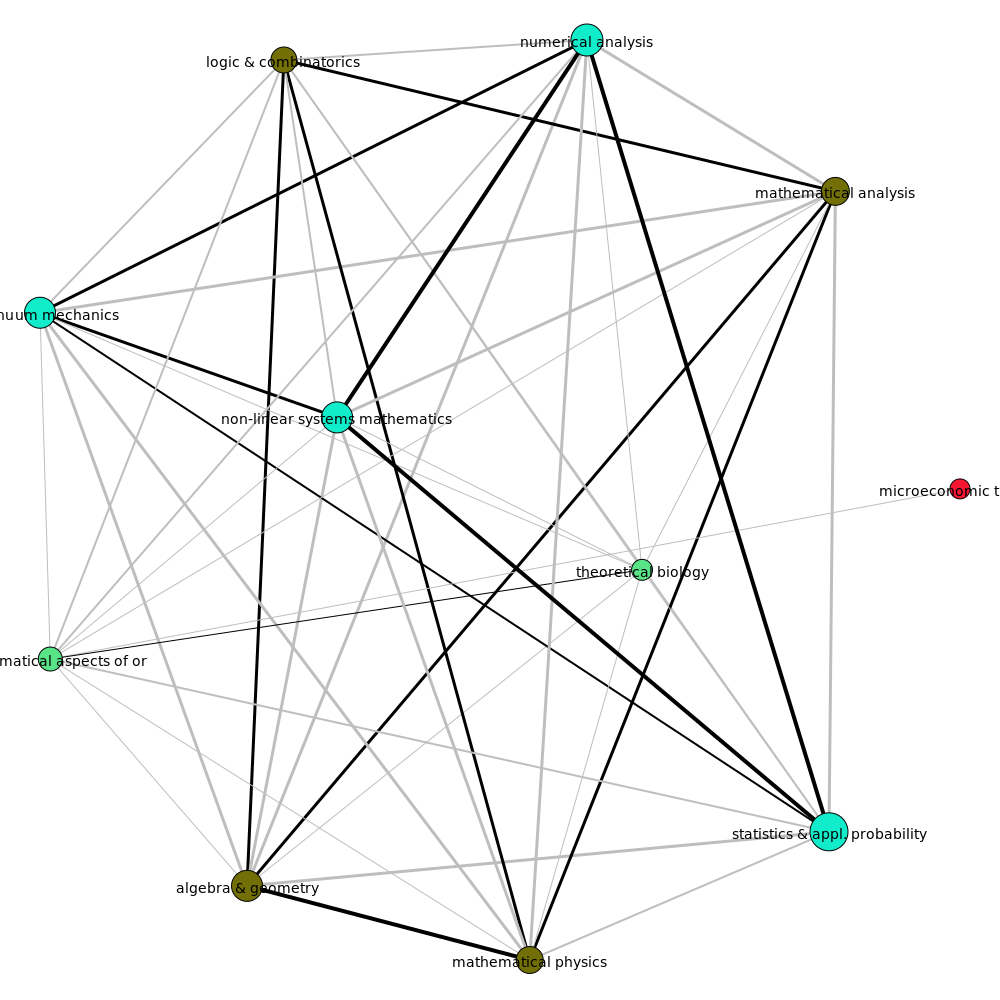 numerical analysis
logic & combinatorics
mathematical analysis
nuum mechanics
non-linear systems mathematics
microeconomic t
theoretical biology
matical aspects of or
statistics & appl. probability
algebra & geometry
mathematical physics